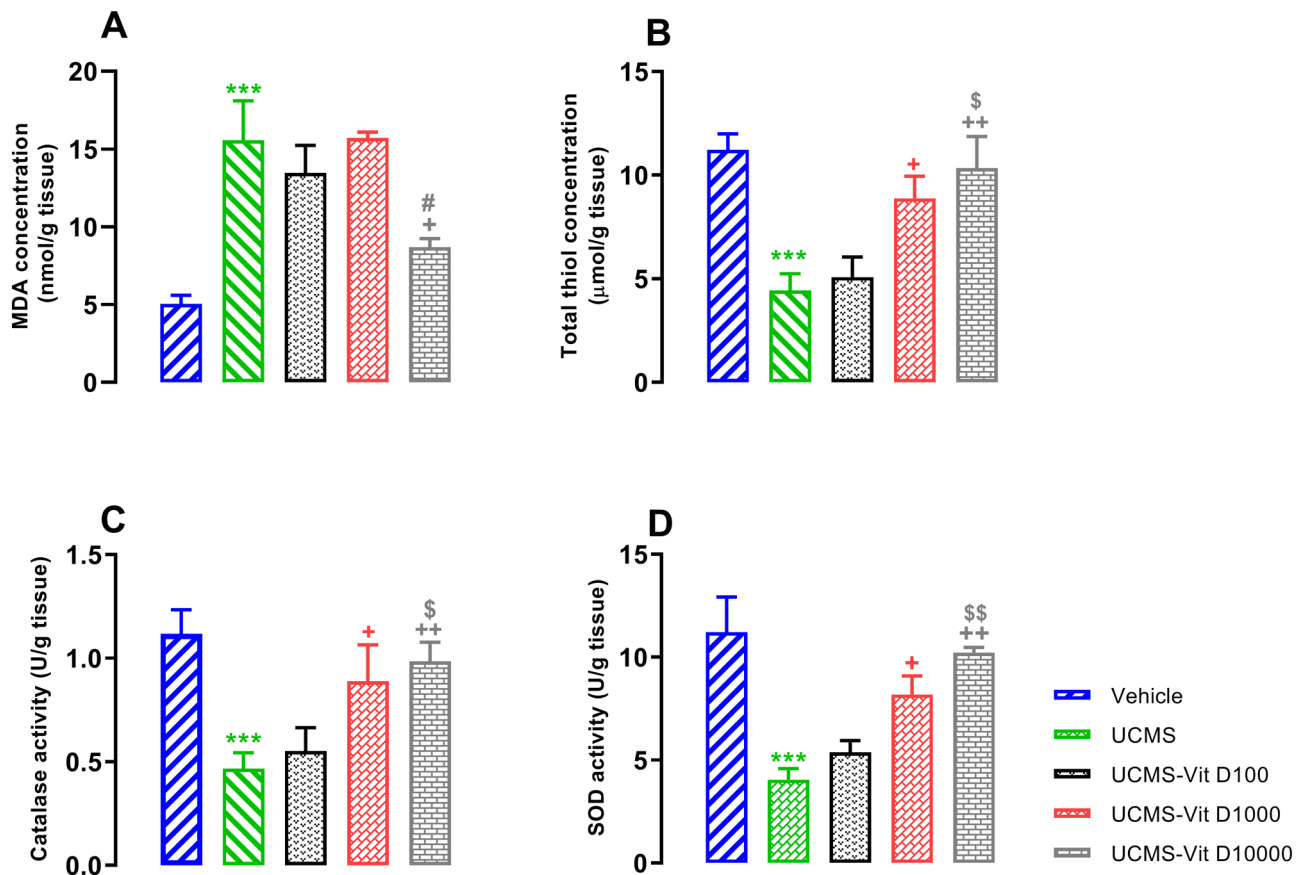 A
MDA concentration
(nmol/g tissue)
20
15
10
5
0
***
#
+
B
Total thiol concentration
(μmol/g tissue)
15
10
5
0
***
+
$
++
C
Catalase activity (U/g tissue)
1.5
1.0
0.5
0.0
***
+
$
++
D
SOD activity (U/g tissue)
15
10
5
0
***
+
$$
++
Vehicle
UCMS
UCMS-Vit D100
UCMS-Vit D1000
UCMS-Vit D10000